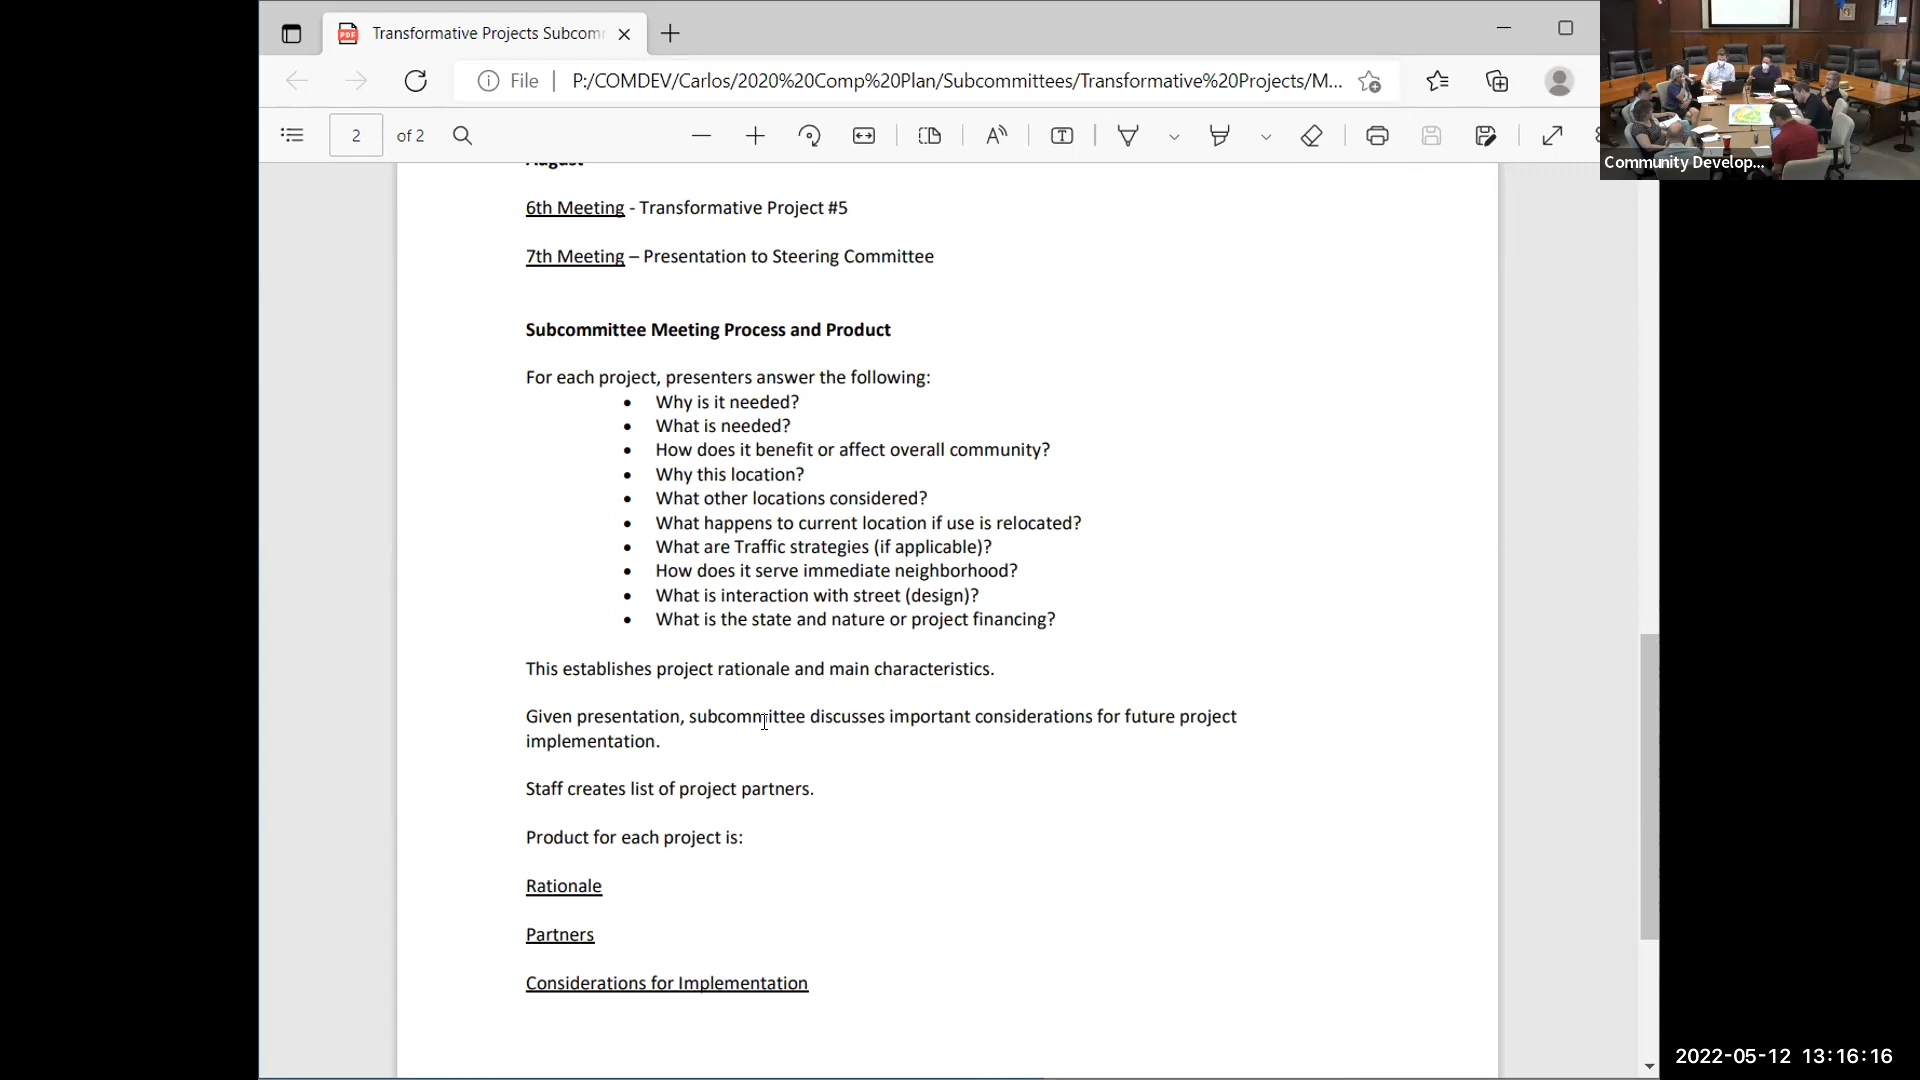 Transformative Projects Subcom
File
P:/COMDEV/Carlos/2020%20Comp%20Plan/Subcommittees/Transformative%20Projects/M...
2 of 2
Community Develop...
August
6th Meeting - Transformative Project #5
7th Meeting – Presentation to Steering Committee
Subcommittee Meeting Process and Product
For each project, presenters answer the following:
• Why is it needed?
• What is needed?
• How does it benefit or affect overall community?
• Why this location?
• What other locations considered?
• What happens to current location if use is relocated?
• What are Traffic strategies (if applicable)?
• How does it serve immediate neighborhood?
• What is interaction with street (design)?
• What is the state and nature or project financing?
This establishes project rationale and main characteristics.
Given presentation, subcommittee discusses important considerations for future project
implementation.
Staff creates list of project partners.
Product for each project is:
Rationale
Partners
Considerations for Implementation
2022-05-12 13:16:16